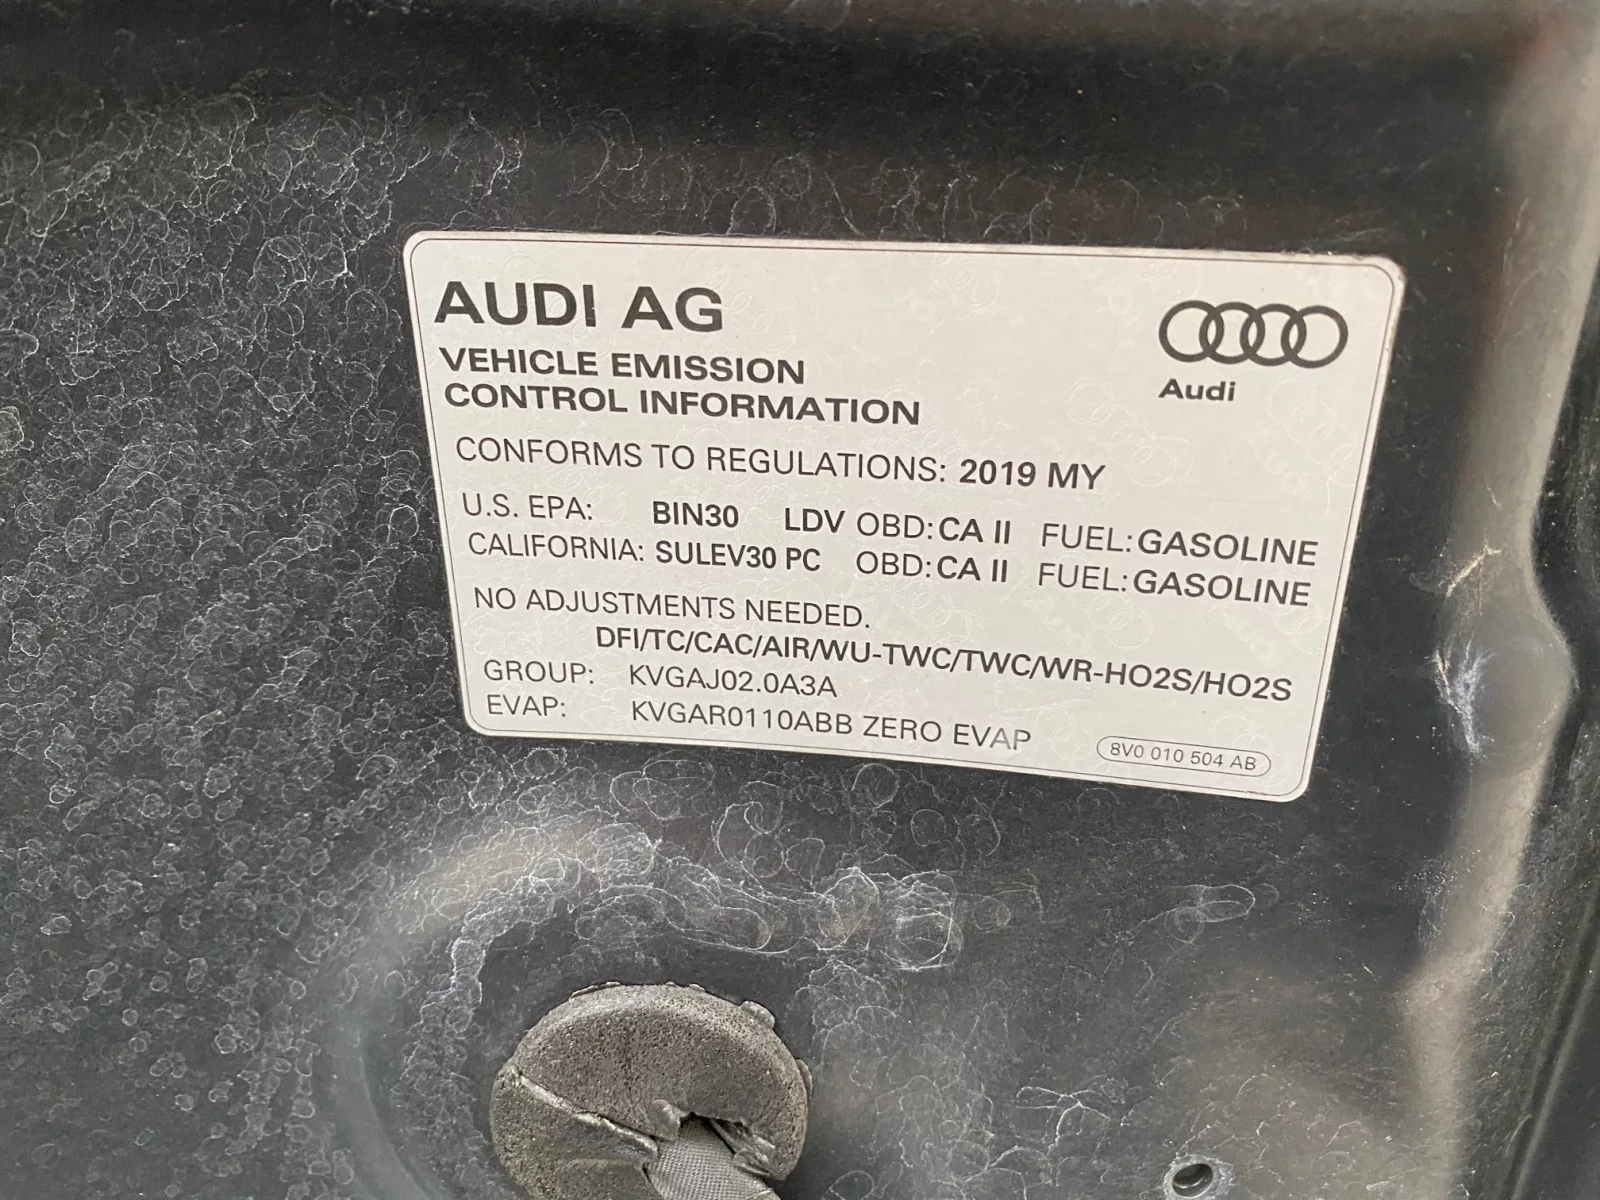 AUDI AG
Audi
VEHICLE EMISSION
CONTROL INFORMATION
CONFORMS TO REGULATIONS: 2019 MY
U.S. EPA: BIN30 LDV OBD: CA II FUEL: GASOLINE
CALIFORNIA: SULEV30 PC OBD: CA II FUEL: GASOLINE
NO ADJUSTMENTS NEEDED.
DFI/TC/CAC/AIR/WU-TWC/TWC/WR-HO2S/HO2S
GROUP: KVGAJ02.0A3A
EVAP: KVGAR0110ABB ZERO EVAP
8V0 010 504 AB